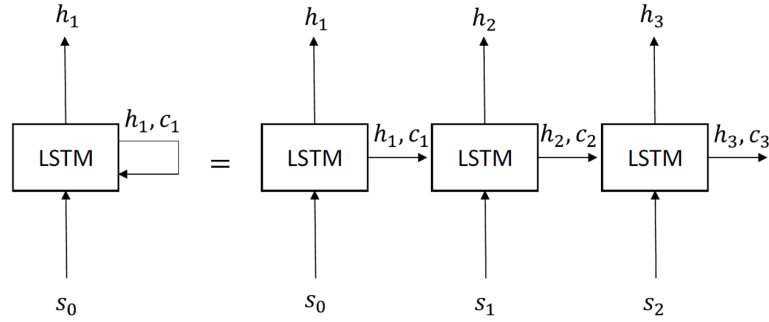 h₁ h₁ h₂ h₃
h₁, c₁ h₁, c₁ h₂, c₂ h₃, c₃
LSTM = LSTM LSTM LSTM
s₀ s₀ s₁ s₂